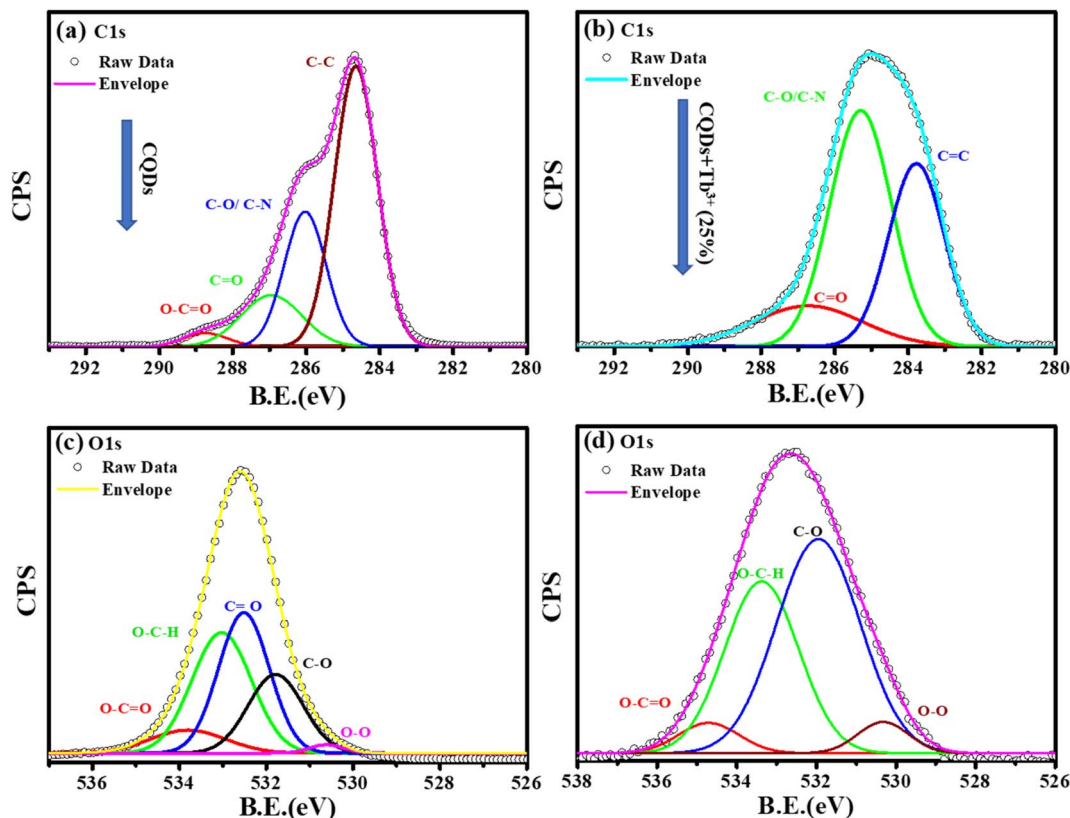 (a) C1s
Raw Data
Envelope
CQDs
C-C
C-O/ C-N
C=O
O-C=O
CPS
292 290 288 286 284 282 280
B.E.(eV)
(b) C1s
Raw Data
Envelope
CQDs+Tb³⁺ (25%)
C-O/C-N
C=C
C=O
CPS
292 290 288 286 284 282 280
B.E.(eV)
(c) O1s
Raw Data
Envelope
C= O
O-C-H
C-O
O-C=O
O-O
CPS
536 534 532 530 528 526
B.E.(eV)
(d) O1s
Raw Data
Envelope
C-O
O-C-H
O-C=O
O-O
CPS
538 536 534 532 530 528 526
B.E.(eV)